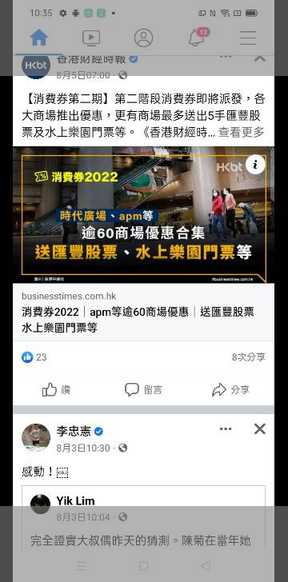 10:35
12
香港財經時報
8月5日07:00
【消費券第二期】第二階段消費券即將派發，各
大商場推出優惠，更有商場最多送出5手匯豐股
票及水上樂園門票等。《香港財經時... 查看更多
HKbt
消費券2022
時代廣場、apm等
逾60商場優惠合集
送匯豐股票、水上樂園門票等
businesstimes.com.hk
businesstimes.com.hk
消費券2022｜apm等逾60商場優惠｜送匯豐股票
水上樂園門票等
23
8次分享
讚 留言 分享
李忠憲
8月3日10:30
感動！
Yik Lim
8月3日10:04
完全證實大叔偶昨天的猜測。陳菊在當年她